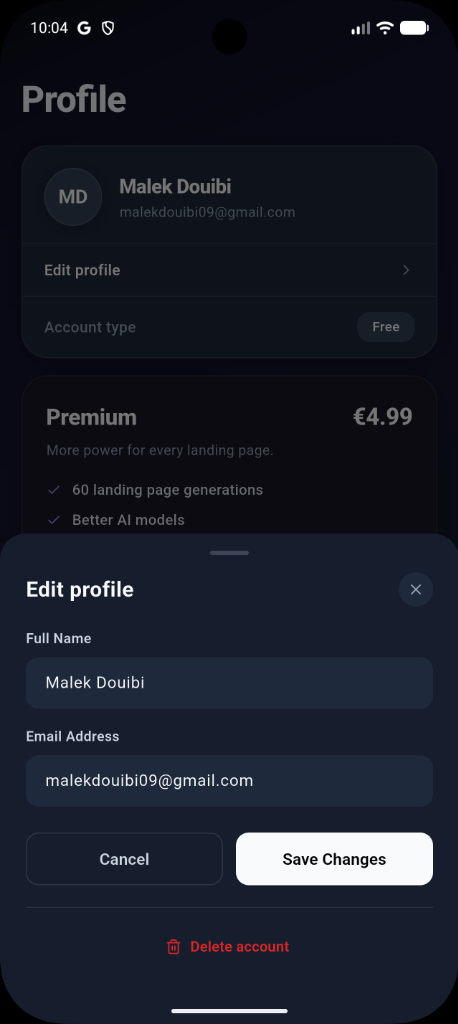 10:04
Profile
MD
Malek Douibi
malekdouibi09@gmail.com
Edit profile
Account type
Free
Premium
€4.99
More power for every landing page.
60 landing page generations
Better AI models
Edit profile
Full Name
Malek Douibi
Email Address
malekdouibi09@gmail.com
Cancel
Save Changes
Delete account